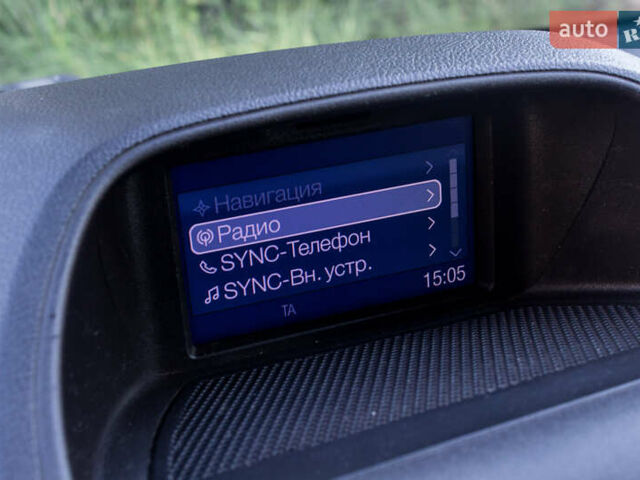 auto
R
Навигация
Радио
SYNC-Телефон
SYNC-Вн. устр.
15:05
TA